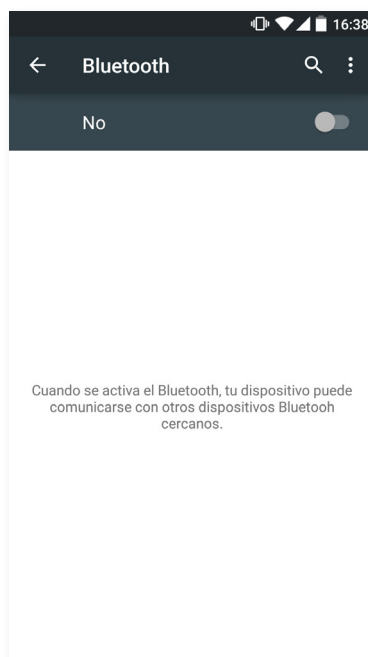 16:38
Bluetooth
No
Cuando se activa el Bluetooth, tu dispositivo puede
comunicarse con otros dispositivos Bluetooh
cercanos.